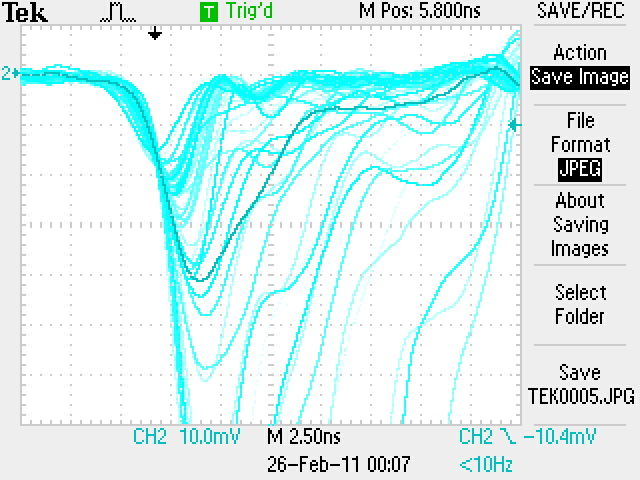 Tek
T Trig'd
M Pos: 5.800ns
SAVE/REC
Action
Save Image
File
Format
JPEG
About
Saving
Images
Select
Folder
Save
TEK0005.JPG
2
CH2 10.0mV
M 2.50ns
CH2 -10.4mV
26-Feb-11 00:07
<10Hz